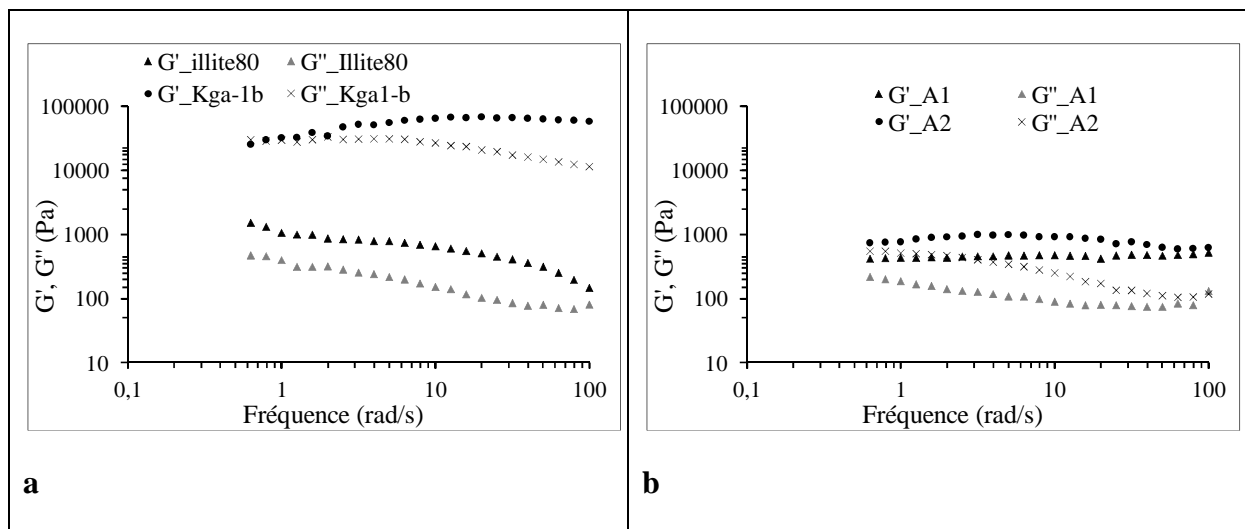 G'_illite80 G"_Illite80
G'_Kga-1b G"_Kga1-b
100000
10000
1000
100
10
0,1 1 10 100
G', G" (Pa)
Fréquence (rad/s)
a
G'_A1 G"_A1
G'_A2 G"_A2
100000
10000
1000
100
10
0,1 1 10 100
G', G" (Pa)
Fréquence (rad/s)
b